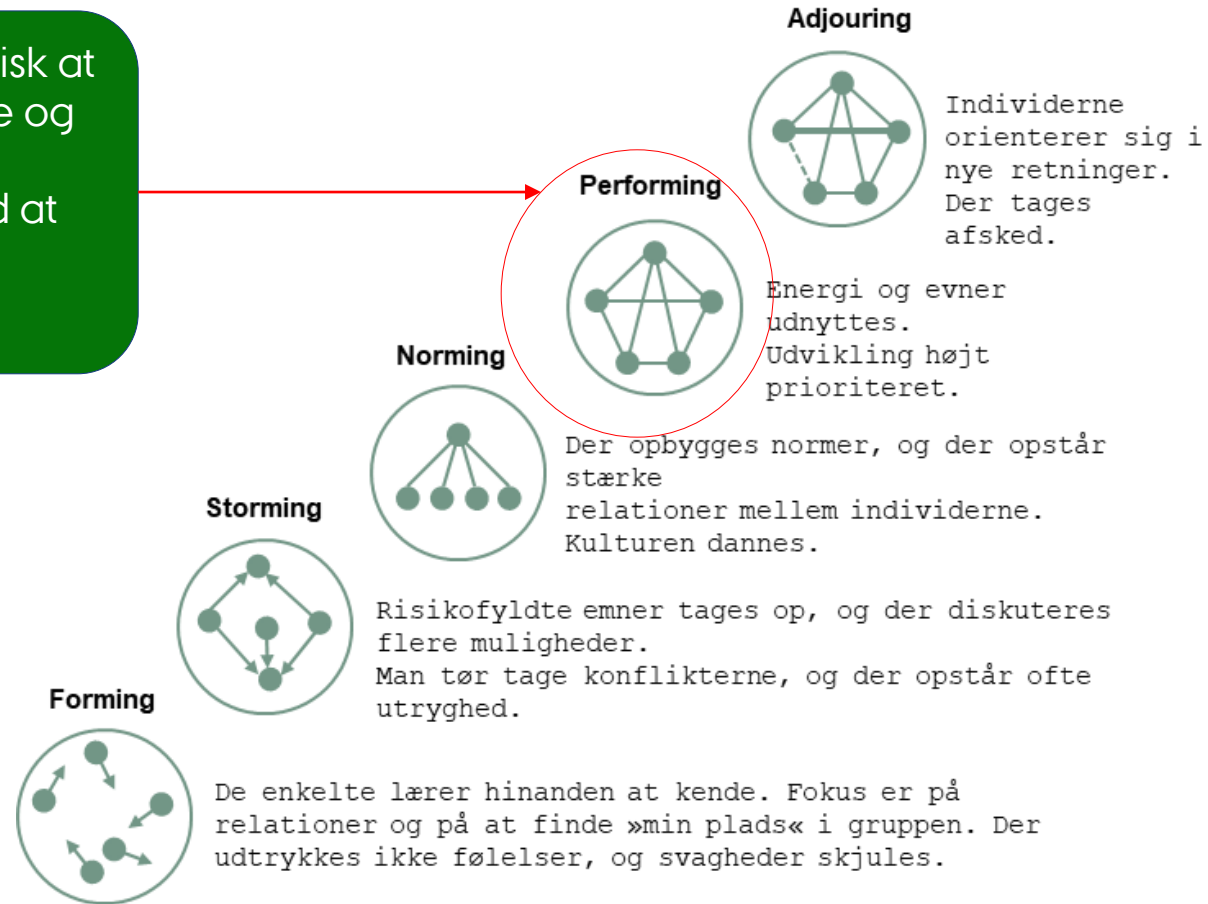 isk at
e og
d at
Adjouring
Individerne
orienterer sig i
nye retninger.
Der tages
afsked.
Performing
Energi og evner
udnyttes.
Udvikling højt
prioriteret.
Norming
Der opbygges normer, og der opstår
stærke
relationer mellem individerne.
Kulturen dannes.
Storming
Risikofyldte emner tages op, og der diskuteres
flere muligheder.
Man tør tage konflikterne, og der opstår ofte
utryghed.
Forming
De enkelte lærer hinanden at kende. Fokus er på
relationer og på at finde »min plads« i gruppen. Der
udtrykkes ikke følelser, og svagheder skjules.